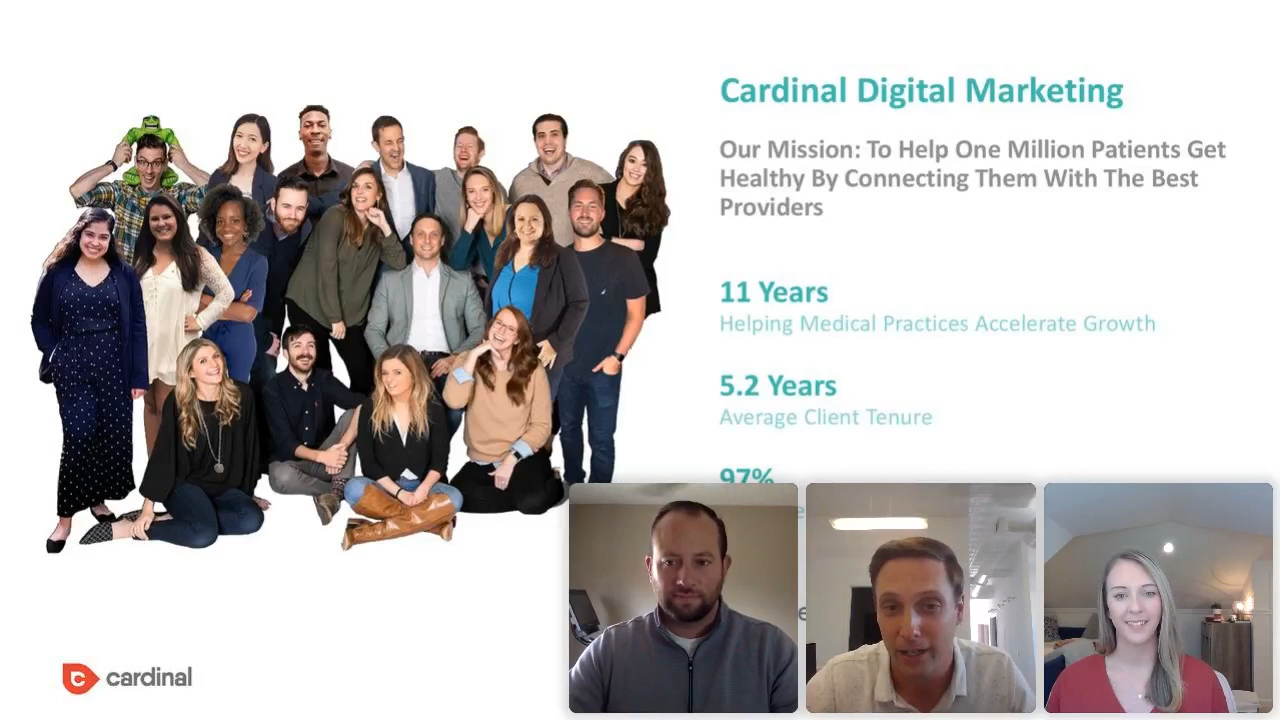 Cardinal Digital Marketing
Our Mission: To Help One Million Patients Get
Healthy By Connecting Them With The Best
Providers
11 Years
Helping Medical Practices Accelerate Growth
5.2 Years
Average Client Tenure
97%
cardinal